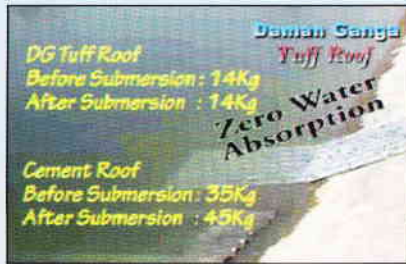 Daman Ganga
Tuff Roof
DG Tuff Roof
Before Submersion : 14Kg
After Submersion : 14Kg
Zero Water
Absorption
Cement Roof
Before Submersion : 35Kg
After Submersion : 45Kg